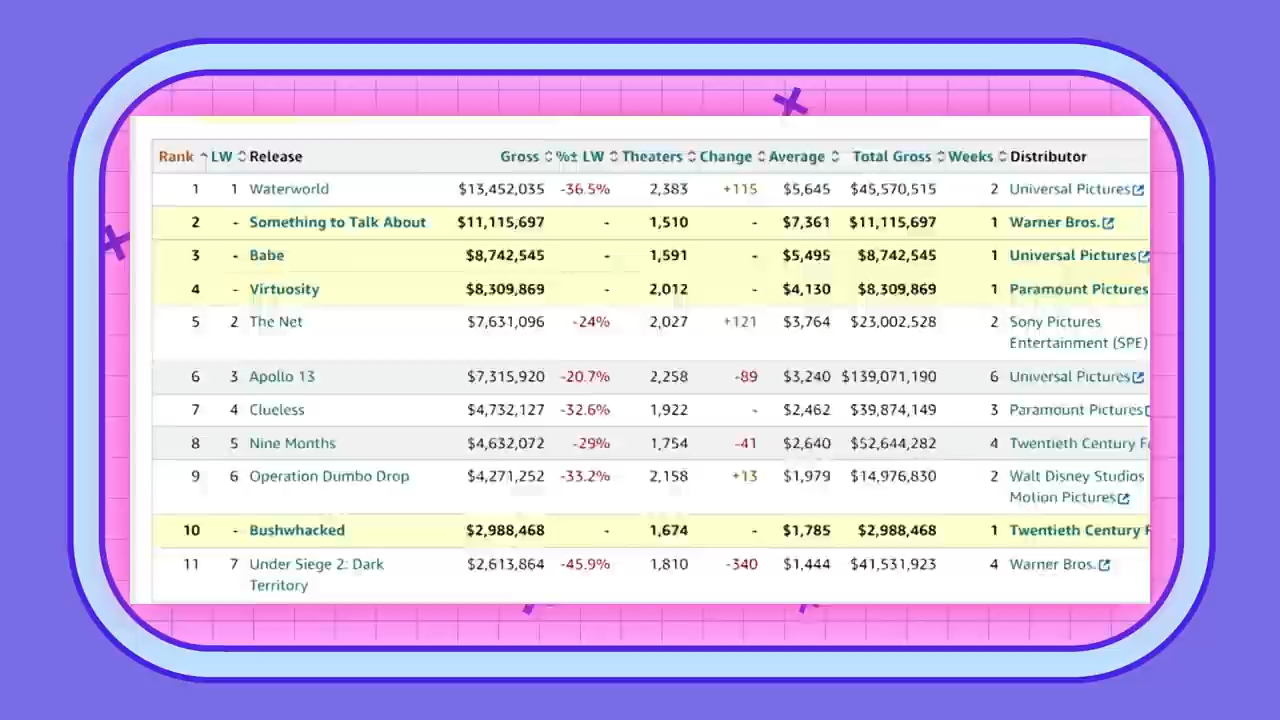 Rank LW Release Gross %± LW Theaters Change Average Total Gross Weeks Distributor
1 1 Waterworld $13,452,035 -36.5% 2,383 +115 $5,645 $45,570,515 2 Universal Pictures
2 - Something to Talk About $11,115,697 - 1,510 - $7,361 $11,115,697 1 Warner Bros.
3 - Babe $8,742,545 - 1,591 - $5,495 $8,742,545 1 Universal Pictures
4 - Virtuosity $8,309,869 - 2,012 - $4,130 $8,309,869 1 Paramount Pictures
5 2 The Net $7,631,096 -24% 2,027 +121 $3,764 $23,002,528 2 Sony Pictures
Entertainment (SPE)
6 3 Apollo 13 $7,315,920 -20.7% 2,258 -89 $3,240 $139,071,190 6 Universal Pictures
7 4 Clueless $4,732,127 -32.6% 1,922 - $2,462 $39,874,149 3 Paramount Pictures
8 5 Nine Months $4,632,072 -29% 1,754 -41 $2,640 $52,644,282 4 Twentieth Century F
9 6 Operation Dumbo Drop $4,271,252 -33.2% 2,158 +13 $1,979 $14,976,830 2 Walt Disney Studios
Motion Pictures
10 - Bushwhacked $2,988,468 - 1,674 - $1,785 $2,988,468 1 Twentieth Century F
11 7 Under Siege 2: Dark $2,613,864 -45.9% 1,810 -340 $1,444 $41,531,923 4 Warner Bros.
Territory